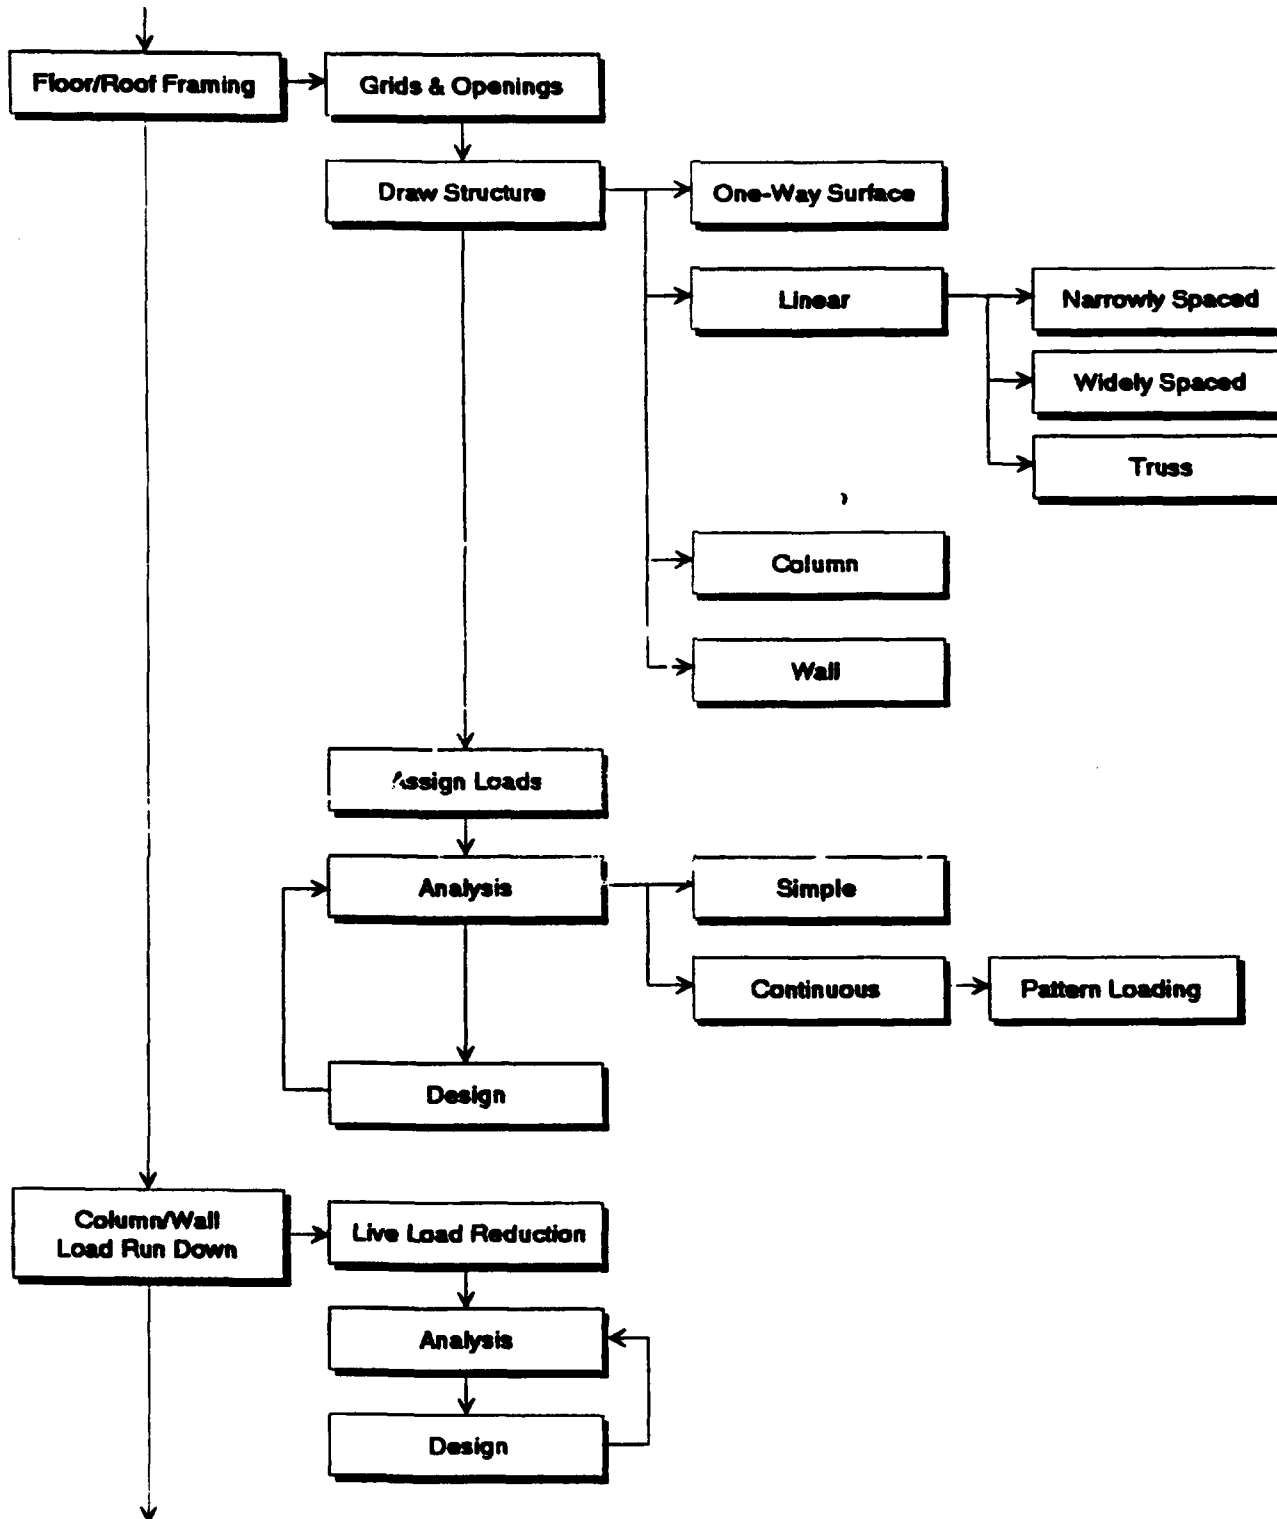 Floor/Roof Framing
Grids & Openings
Draw Structure
One-Way Surface
Linear
Narrowly Spaced
Widely Spaced
Truss
Column
Wall
Assign Loads
Analysis
Simple
Continuous
Pattern Loading
Design
Column/Wall
Load Run Down
Live Load Reduction
Analysis
Design